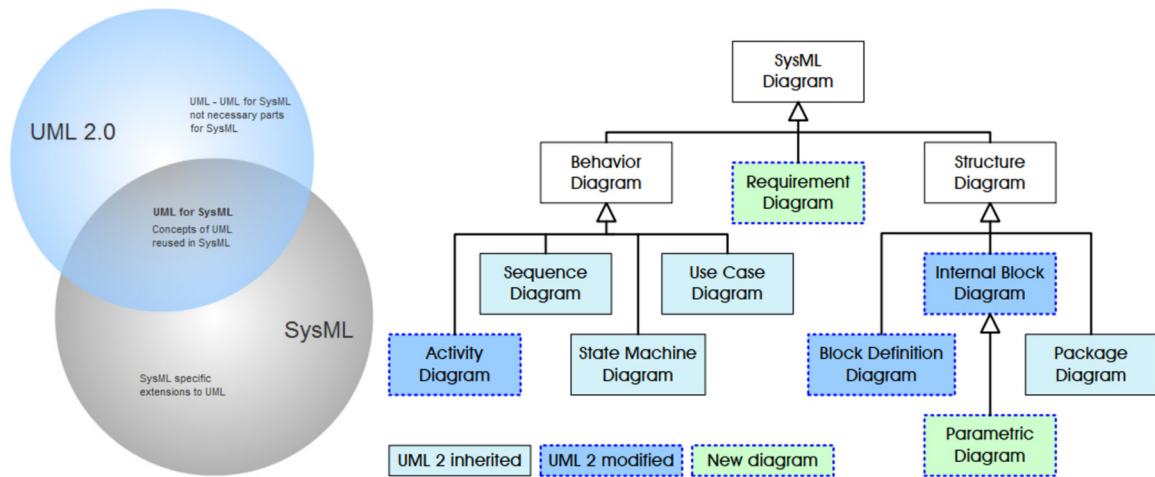 UML 2.0
UML - UML for SysML
not necessary parts
for SysML
UML for SysML
Concepts of UML
reused in SysML
SysML
SysML specific
extensions to UML
SysML
Diagram
Behavior
Diagram
Requirement
Diagram
Structure
Diagram
Sequence
Diagram
Use Case
Diagram
Internal Block
Diagram
Activity
Diagram
State Machine
Diagram
Block Definition
Diagram
Package
Diagram
Parametric
Diagram
UML 2 inherited
UML 2 modified
New diagram